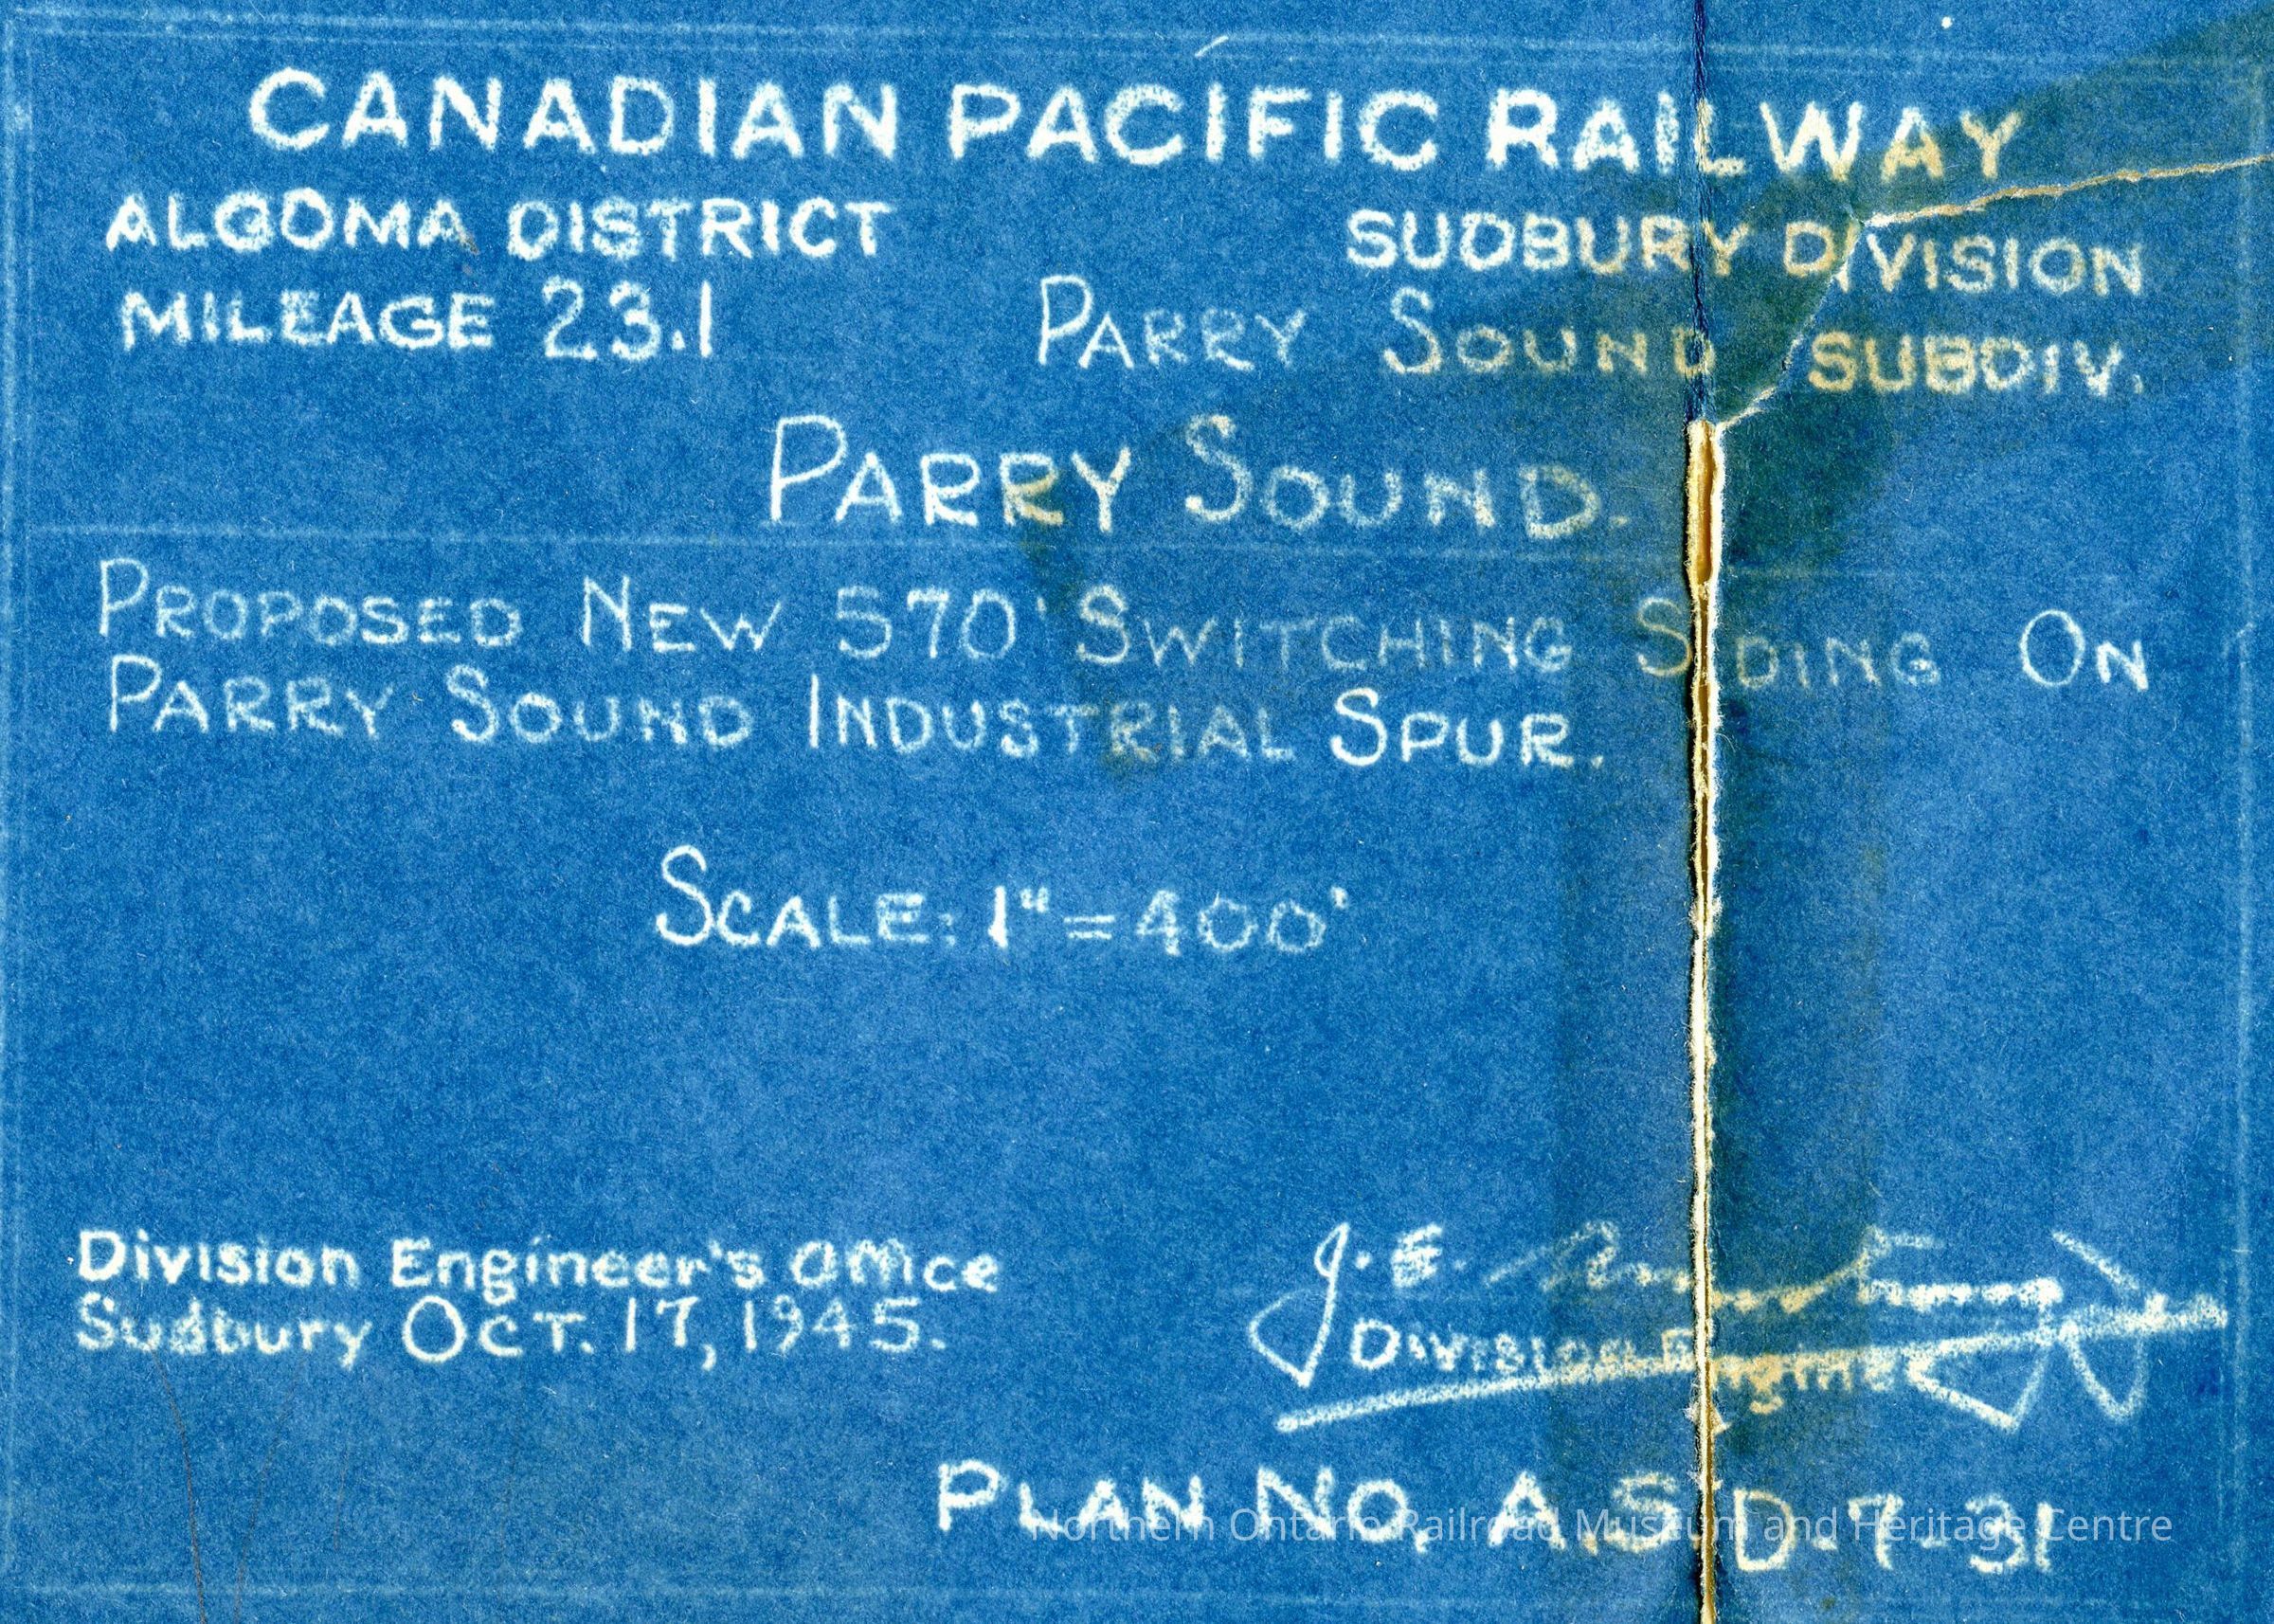 CANADIAN PACIFIC RAILWAY
ALGOMA DISTRICT SUDBURY DIVISION
MILEAGE 23.1 PARRY SOUND SUBDIV.
PARRY SOUND.
PROPOSED NEW 570' SWITCHING SIDING ON
PARRY SOUND INDUSTRIAL SPUR.
SCALE: 1"=400'
Division Engineer's Office J. E.
Sudbury OCT. 17, 1945. Division Engineer
PLAN NO. A.S.D-7-31
Northern Ontario Railroad Museum and Heritage Centre